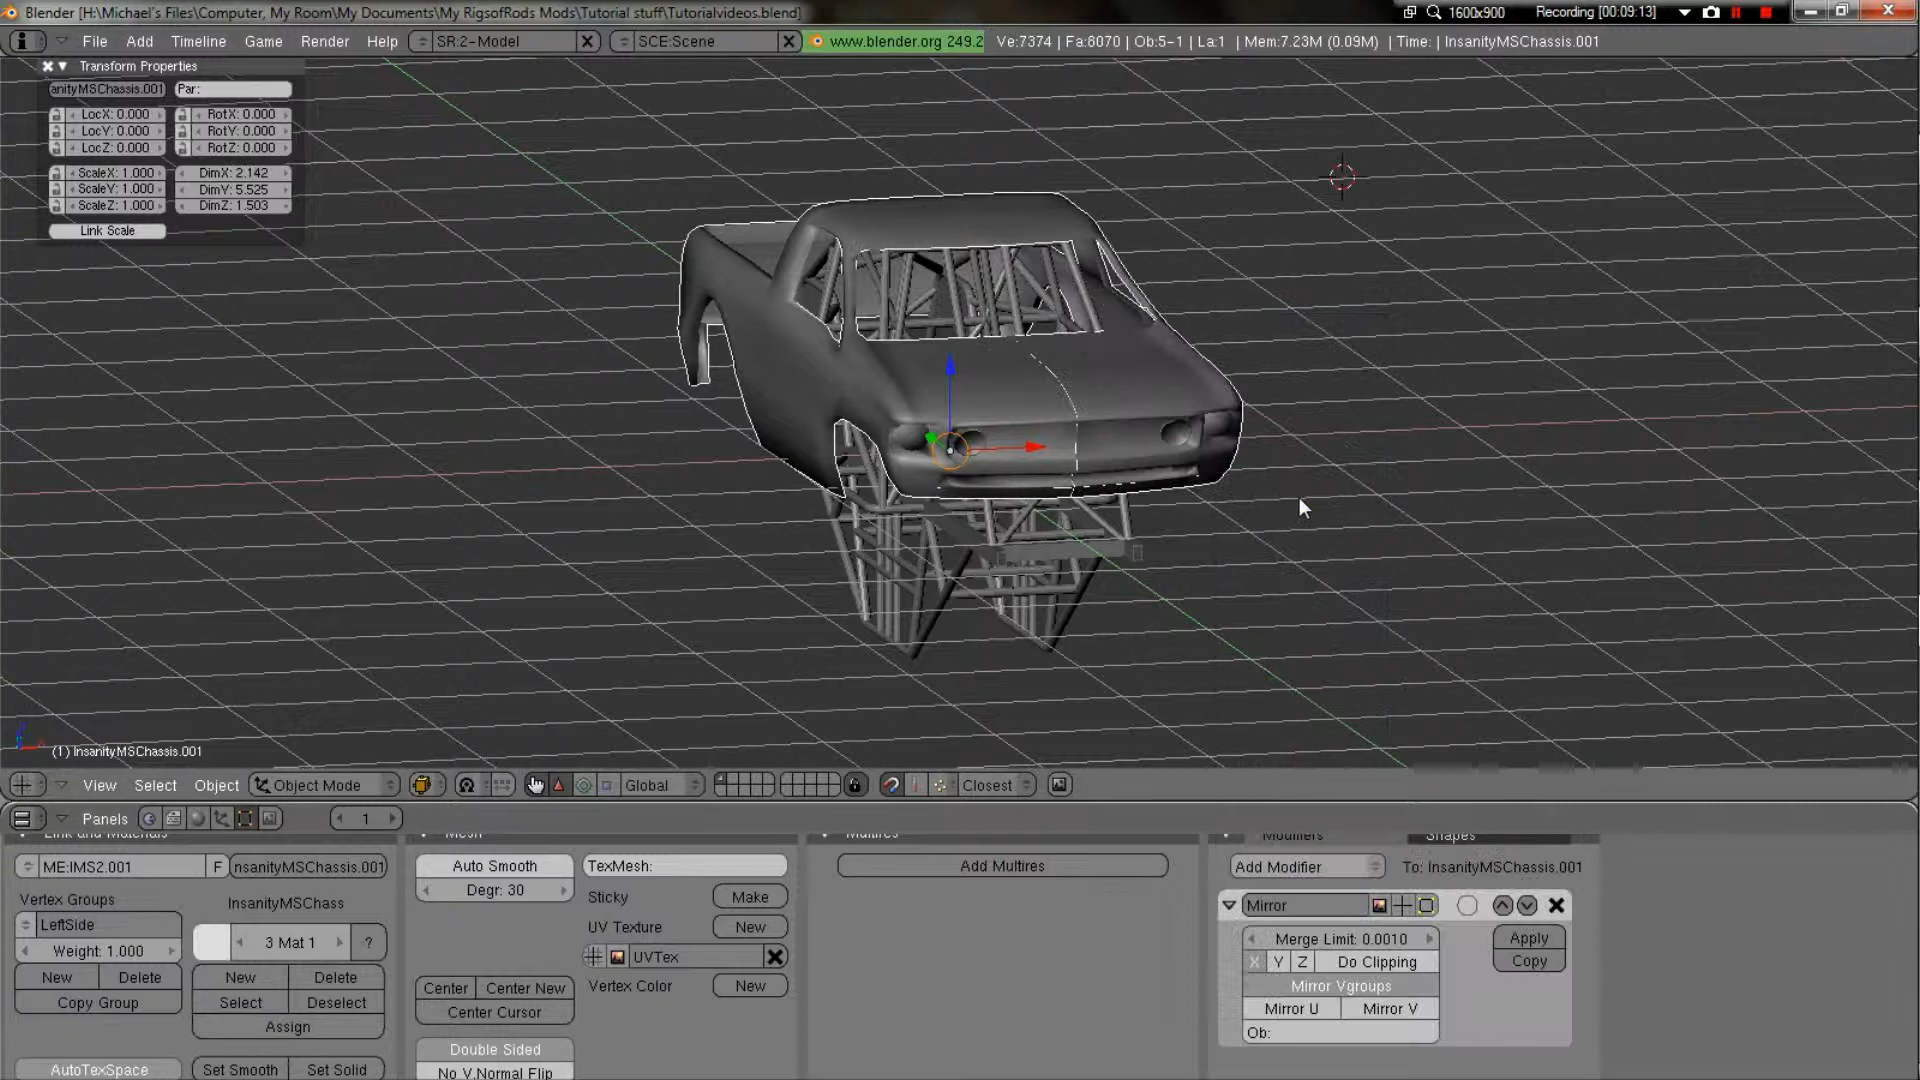 Blender [H:\Michael's Files\Computer, My Room\My Documents\My RigsofRods Mods\Tutorial stuff\Tutorialvideos.blend]
1600x900 Recording [00:09:13]
File Add Timeline Game Render Help SR:2-Model SCE:Scene www.blender.org 249.2 Ve:7374 | Fa:6070 | Ob:5-1 | La:1 | Mem:7.23M (0.09M) | Time: | InsanityMSChassis.001
Transform Properties
anityMSChassis.001 Par:
LocX: 0.000 RotX: 0.000
LocY: 0.000 RotY: 0.000
LocZ: 0.000 RotZ: 0.000
ScaleX: 1.000 DimX: 2.142
ScaleY: 1.000 DimY: 5.525
ScaleZ: 1.000 DimZ: 1.503
Link Scale
(1) InsanityMSChassis.001
View Select Object Object Mode Global Closest
Panels 1
Link and Materials Mesh Multires Modifiers Shapes
ME:IMS2.001 F nsanityMSChassis.001 Auto Smooth TexMesh: Add Multires Add Modifier To: InsanityMSChassis.001
Degr: 30
Vertex Groups InsanityMSChass Sticky Make Mirror
LeftSide UV Texture New
Weight: 1.000 3 Mat 1 ? UVTex Merge Limit: 0.0010 Apply
X Y Z Do Clipping Copy
New Delete New Delete Center Center New Vertex Color New Mirror Vgroups
Copy Group Select Deselect Center Cursor Mirror U Mirror V
Assign Ob:
Double Sided
AutoTexSpace Set Smooth Set Solid No V.Normal Flip